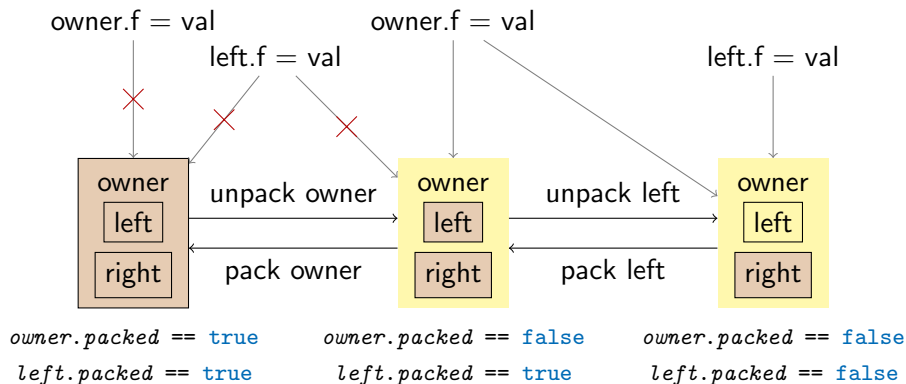 owner.f = val
owner.f = val
left.f = val
left.f = val
owner
left
right
unpack owner
pack owner
owner
left
right
unpack left
pack left
owner
left
right
owner.packed == true
left.packed == true
owner.packed == false
left.packed == true
owner.packed == false
left.packed == false